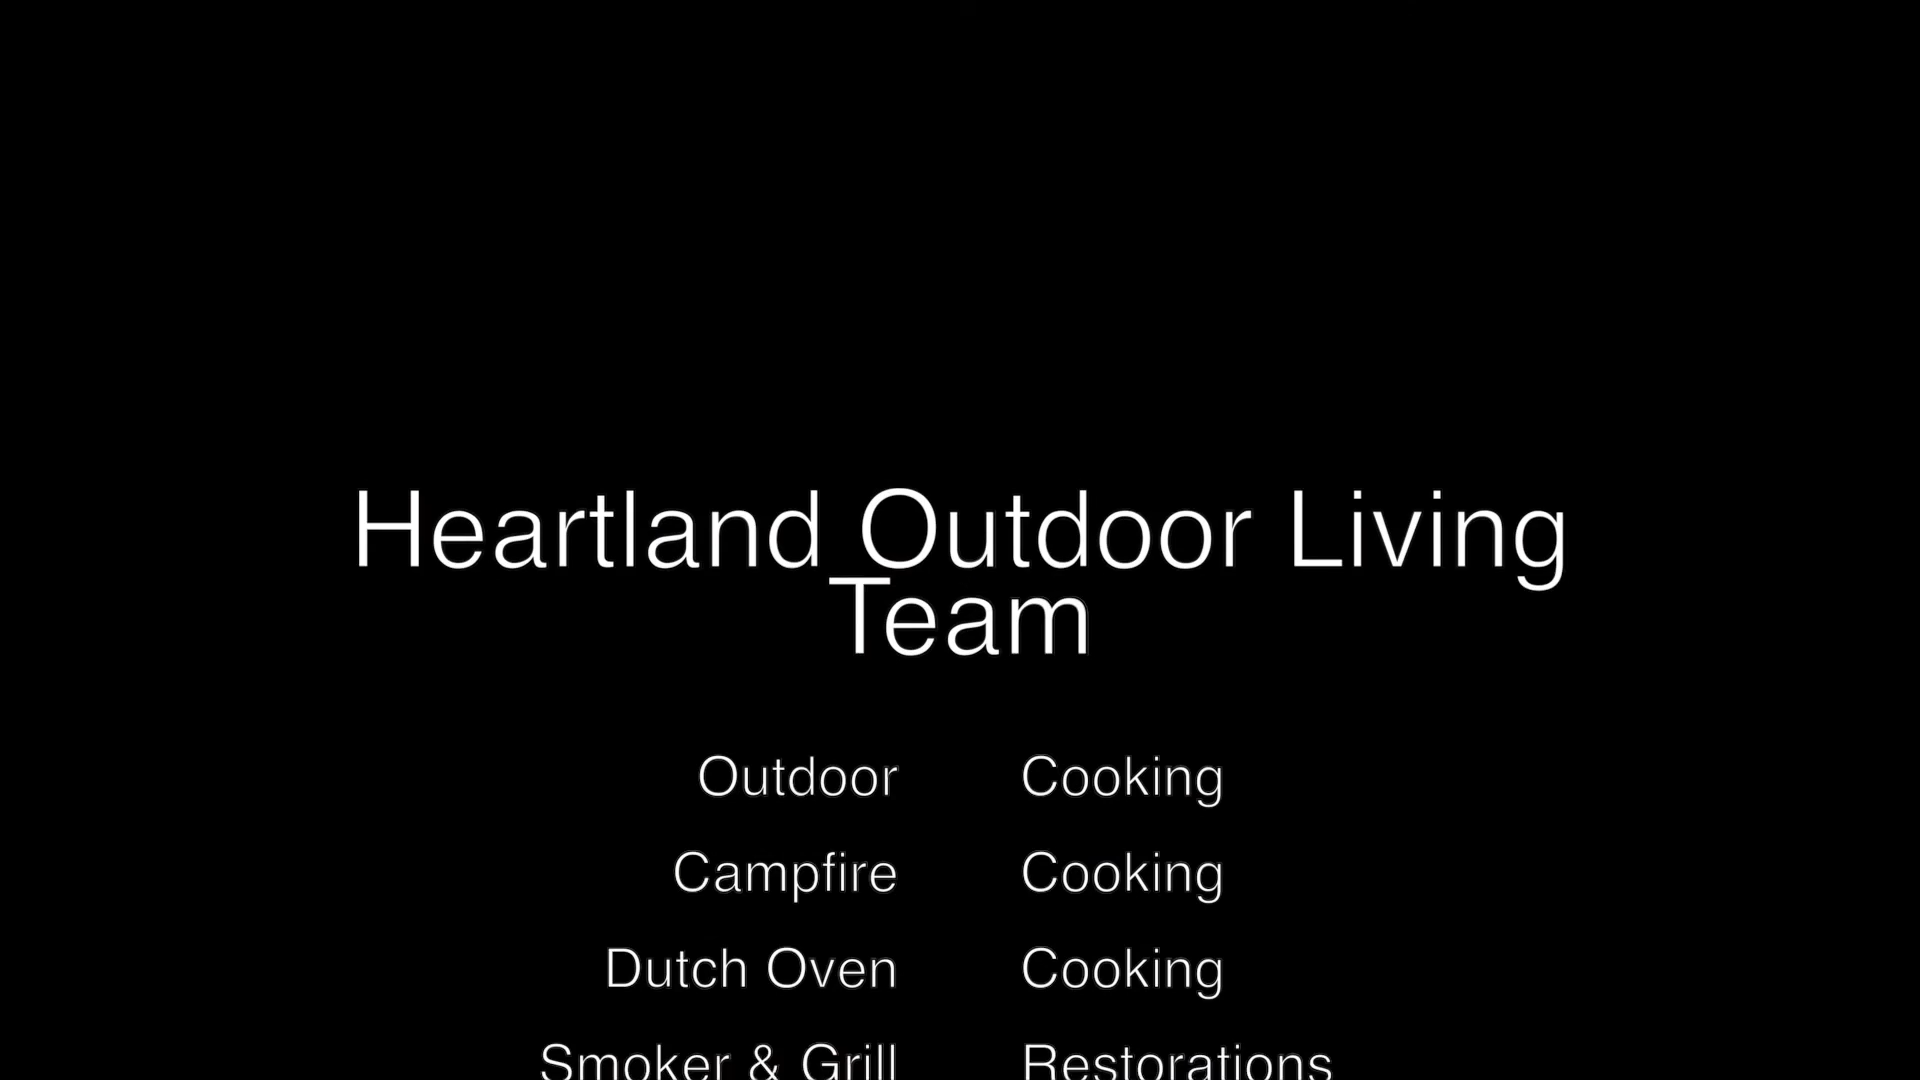 Heartland Outdoor Living
Team
Outdoor Cooking
Campfire Cooking
Dutch Oven Cooking
Smoker & Grill Restorations